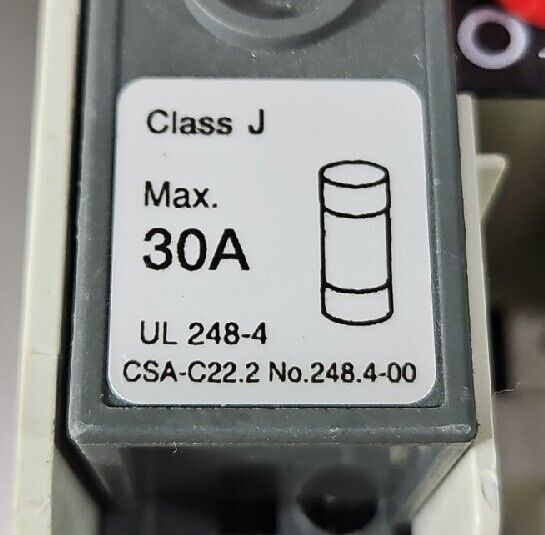 Class J
Max.
30A
UL 248-4
CSA-C22.2 No.248.4-00